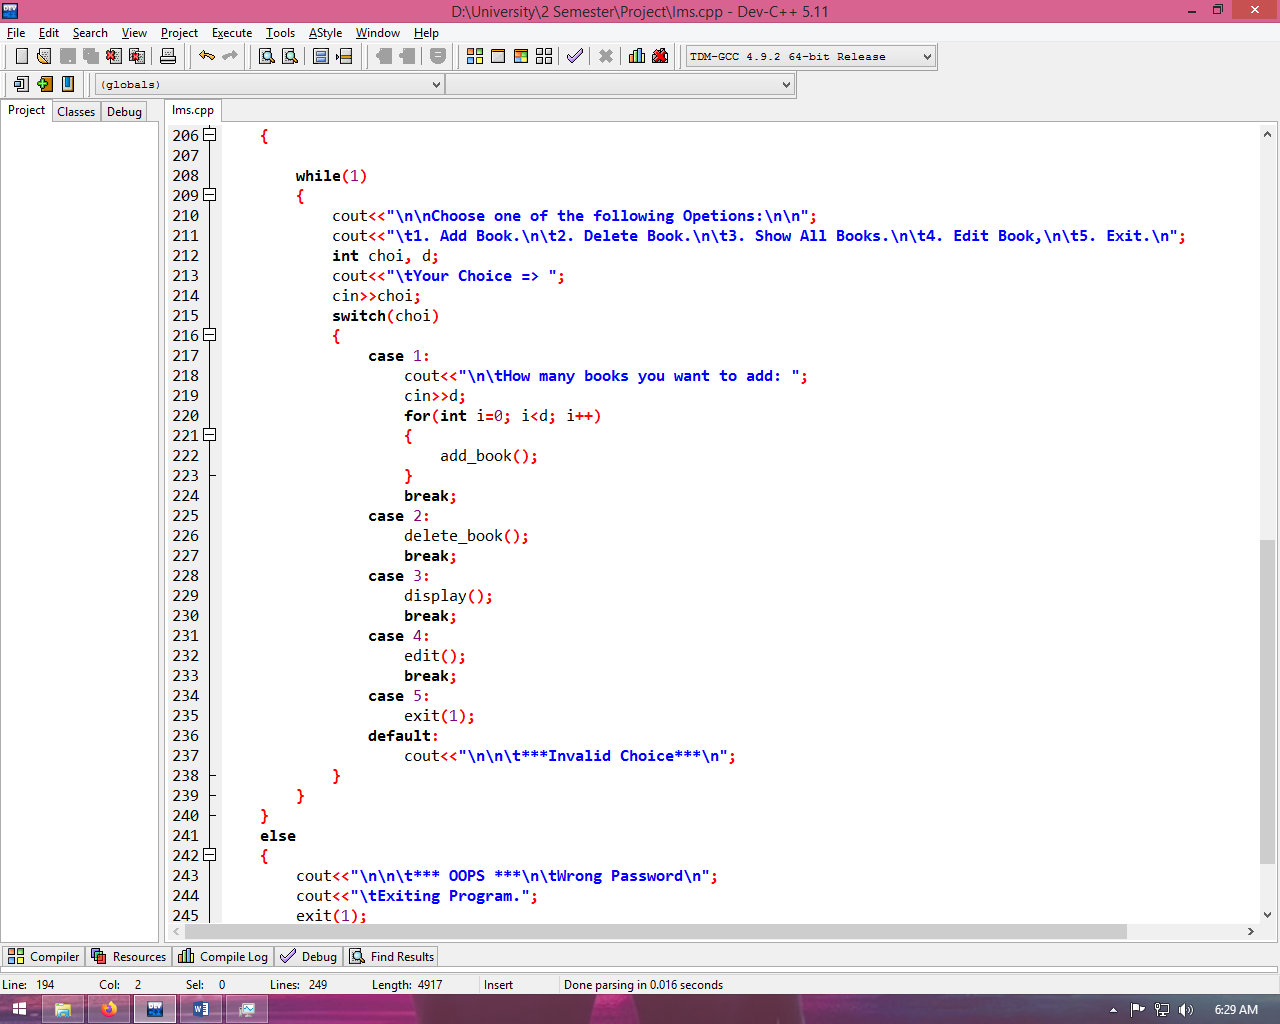 D:\University\2 Semester\Project\lms.cpp - Dev-C++ 5.11
File Edit Search View Project Execute Tools AStyle Window Help
TDM-GCC 4.9.2 64-bit Release
(globals)
Project Classes Debug lms.cpp
206 {
207
208 while(1)
209 {
210 cout<<"\n\nChoose one of the following Opetions:\n\n";
211 cout<<"\t1. Add Book.\n\t2. Delete Book.\n\t3. Show All Books.\n\t4. Edit Book,\n\t5. Exit.\n";
212 int choi, d;
213 cout<<"\tYour Choice => ";
214 cin>>choi;
215 switch(choi)
216 {
217 case 1:
218 cout<<"\n\tHow many books you want to add: ";
219 cin>>d;
220 for(int i=0; i<d; i++)
221 {
222 add_book();
223 }
224 break;
225 case 2:
226 delete_book();
227 break;
228 case 3:
229 display();
230 break;
231 case 4:
232 edit();
233 break;
234 case 5:
235 exit(1);
236 default:
237 cout<<"\n\n\t***Invalid Choice***\n";
238 }
239 }
240 }
241 else
242 {
243 cout<<"\n\n\t*** OOPS ***\n\tWrong Password\n";
244 cout<<"\tExiting Program.";
245 exit(1);
Compiler Resources Compile Log Debug Find Results
Line: 194 Col: 2 Sel: 0 Lines: 249 Length: 4917 Insert Done parsing in 0.016 seconds
6:29 AM